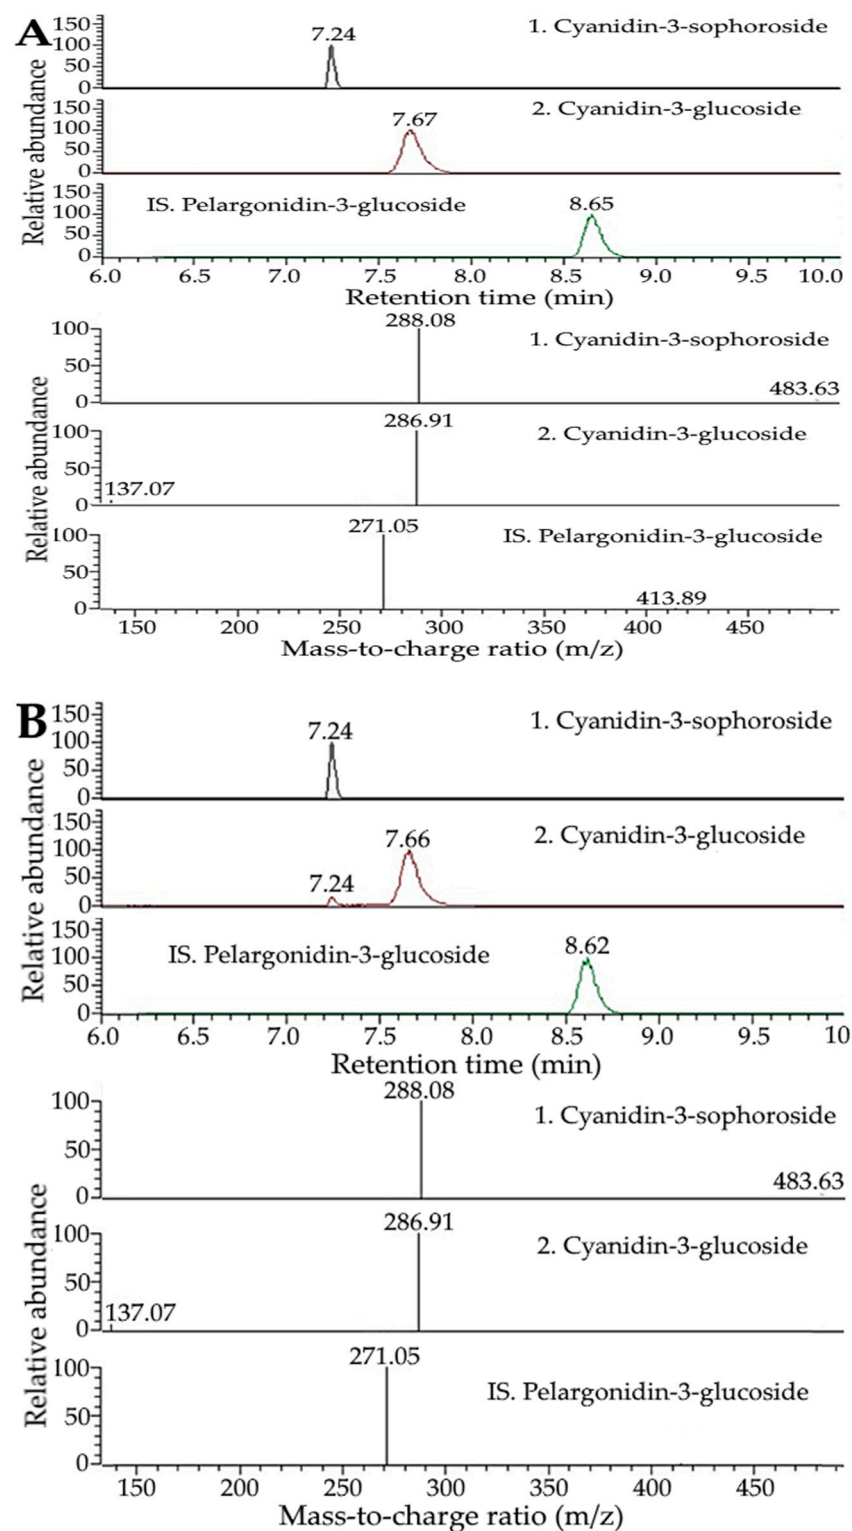 A
Relative abundance
150
100
50
0
7.24
1. Cyanidin-3-sophoroside
150
100
50
0
7.67
2. Cyanidin-3-glucoside
150
100
50
0
IS. Pelargonidin-3-glucoside
8.65
6.0 6.5 7.0 7.5 8.0 8.5 9.0 9.5 10.0
Retention time (min)
Relative abundance
100
50
0
288.08
1. Cyanidin-3-sophoroside
483.63
100
50
0
286.91
2. Cyanidin-3-glucoside
137.07
100
50
0
271.05
IS. Pelargonidin-3-glucoside
413.89
150 200 250 300 350 400 450
Mass-to-charge ratio (m/z)
B
Relative abundance
150
100
50
0
7.24
1. Cyanidin-3-sophoroside
150
100
50
0
7.66
2. Cyanidin-3-glucoside
7.24
150
100
50
0
IS. Pelargonidin-3-glucoside
8.62
6.0 6.5 7.0 7.5 8.0 8.5 9.0 9.5 10
Retention time (min)
Relative abundance
100
50
0
288.08
1. Cyanidin-3-sophoroside
483.63
100
50
0
286.91
2. Cyanidin-3-glucoside
137.07
100
50
0
271.05
IS. Pelargonidin-3-glucoside
150 200 250 300 350 400 450
Mass-to-charge ratio (m/z)